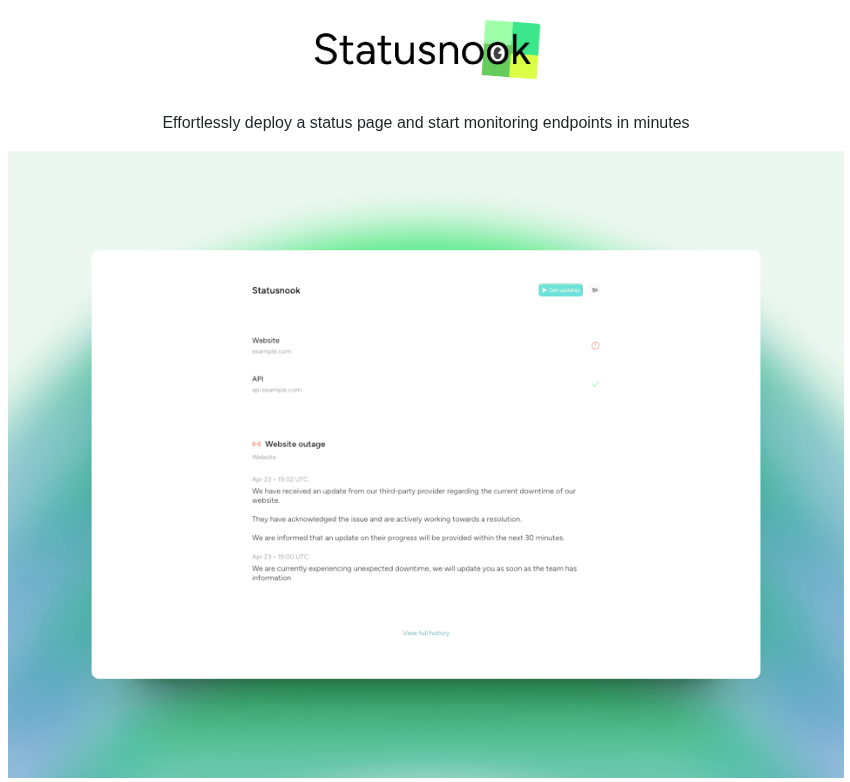 Statusnook
Effortlessly deploy a status page and start monitoring endpoints in minutes
Statusnook
Get updates
Website
example.com
API
api.example.com
Website outage
Website
Apr 23 • 19:02 UTC
We have received an update from our third-party provider regarding the current downtime of our
website.
They have acknowledged the issue and are actively working towards a resolution.
We are informed that an update on their progress will be provided within the next 30 minutes.
Apr 23 • 19:00 UTC
We are currently experiencing unexpected downtime, we will update you as soon as the team has
information
View full history